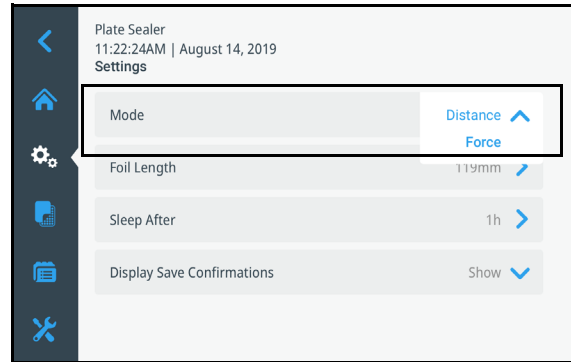 Plate Sealer
11:22:24AM | August 14, 2019
Settings
Mode Distance
Force
Foil Length 119mm
Sleep After 1h
Display Save Confirmations Show